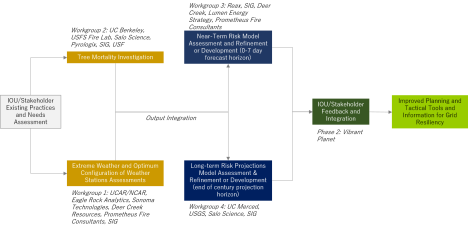 Workgroup 2: UC Berkeley,
USFS Fire Lab, Salo Science,
Pyrologix, SIG, USF
Tree Mortality Investigation
Workgroup 3: Reax, SIG, Deer
Creek, Lumen Energy
Strategy, Prometheus Fire
Consultants
Near-Term Risk Model
Assessment and Refinement
or Development (0-7 day
forecast horizon)
IOU/Stakeholder
Existing Practices
and Needs
Assessment
Output Integration
IOU/Stakeholder
Feedback and
Integration
Phase 2: Vibrant
Planet
Improved Planning and
Tactical Tools and
Information for Grid
Resiliency
Extreme Weather and Optimum
Configuration of Weather
Stations Assessments
Workgroup 1: UCAR/NCAR,
Eagle Rock Analytics, Sonoma
Technologies, Deer Creek
Resources, Prometheus Fire
Consultants, SIG
Long-term Risk Projections
Model Assessment &
Refinement or Development
(end of century projection
horizon)
Workgroup 4: UC Merced,
USGS, Salo Science, SIG